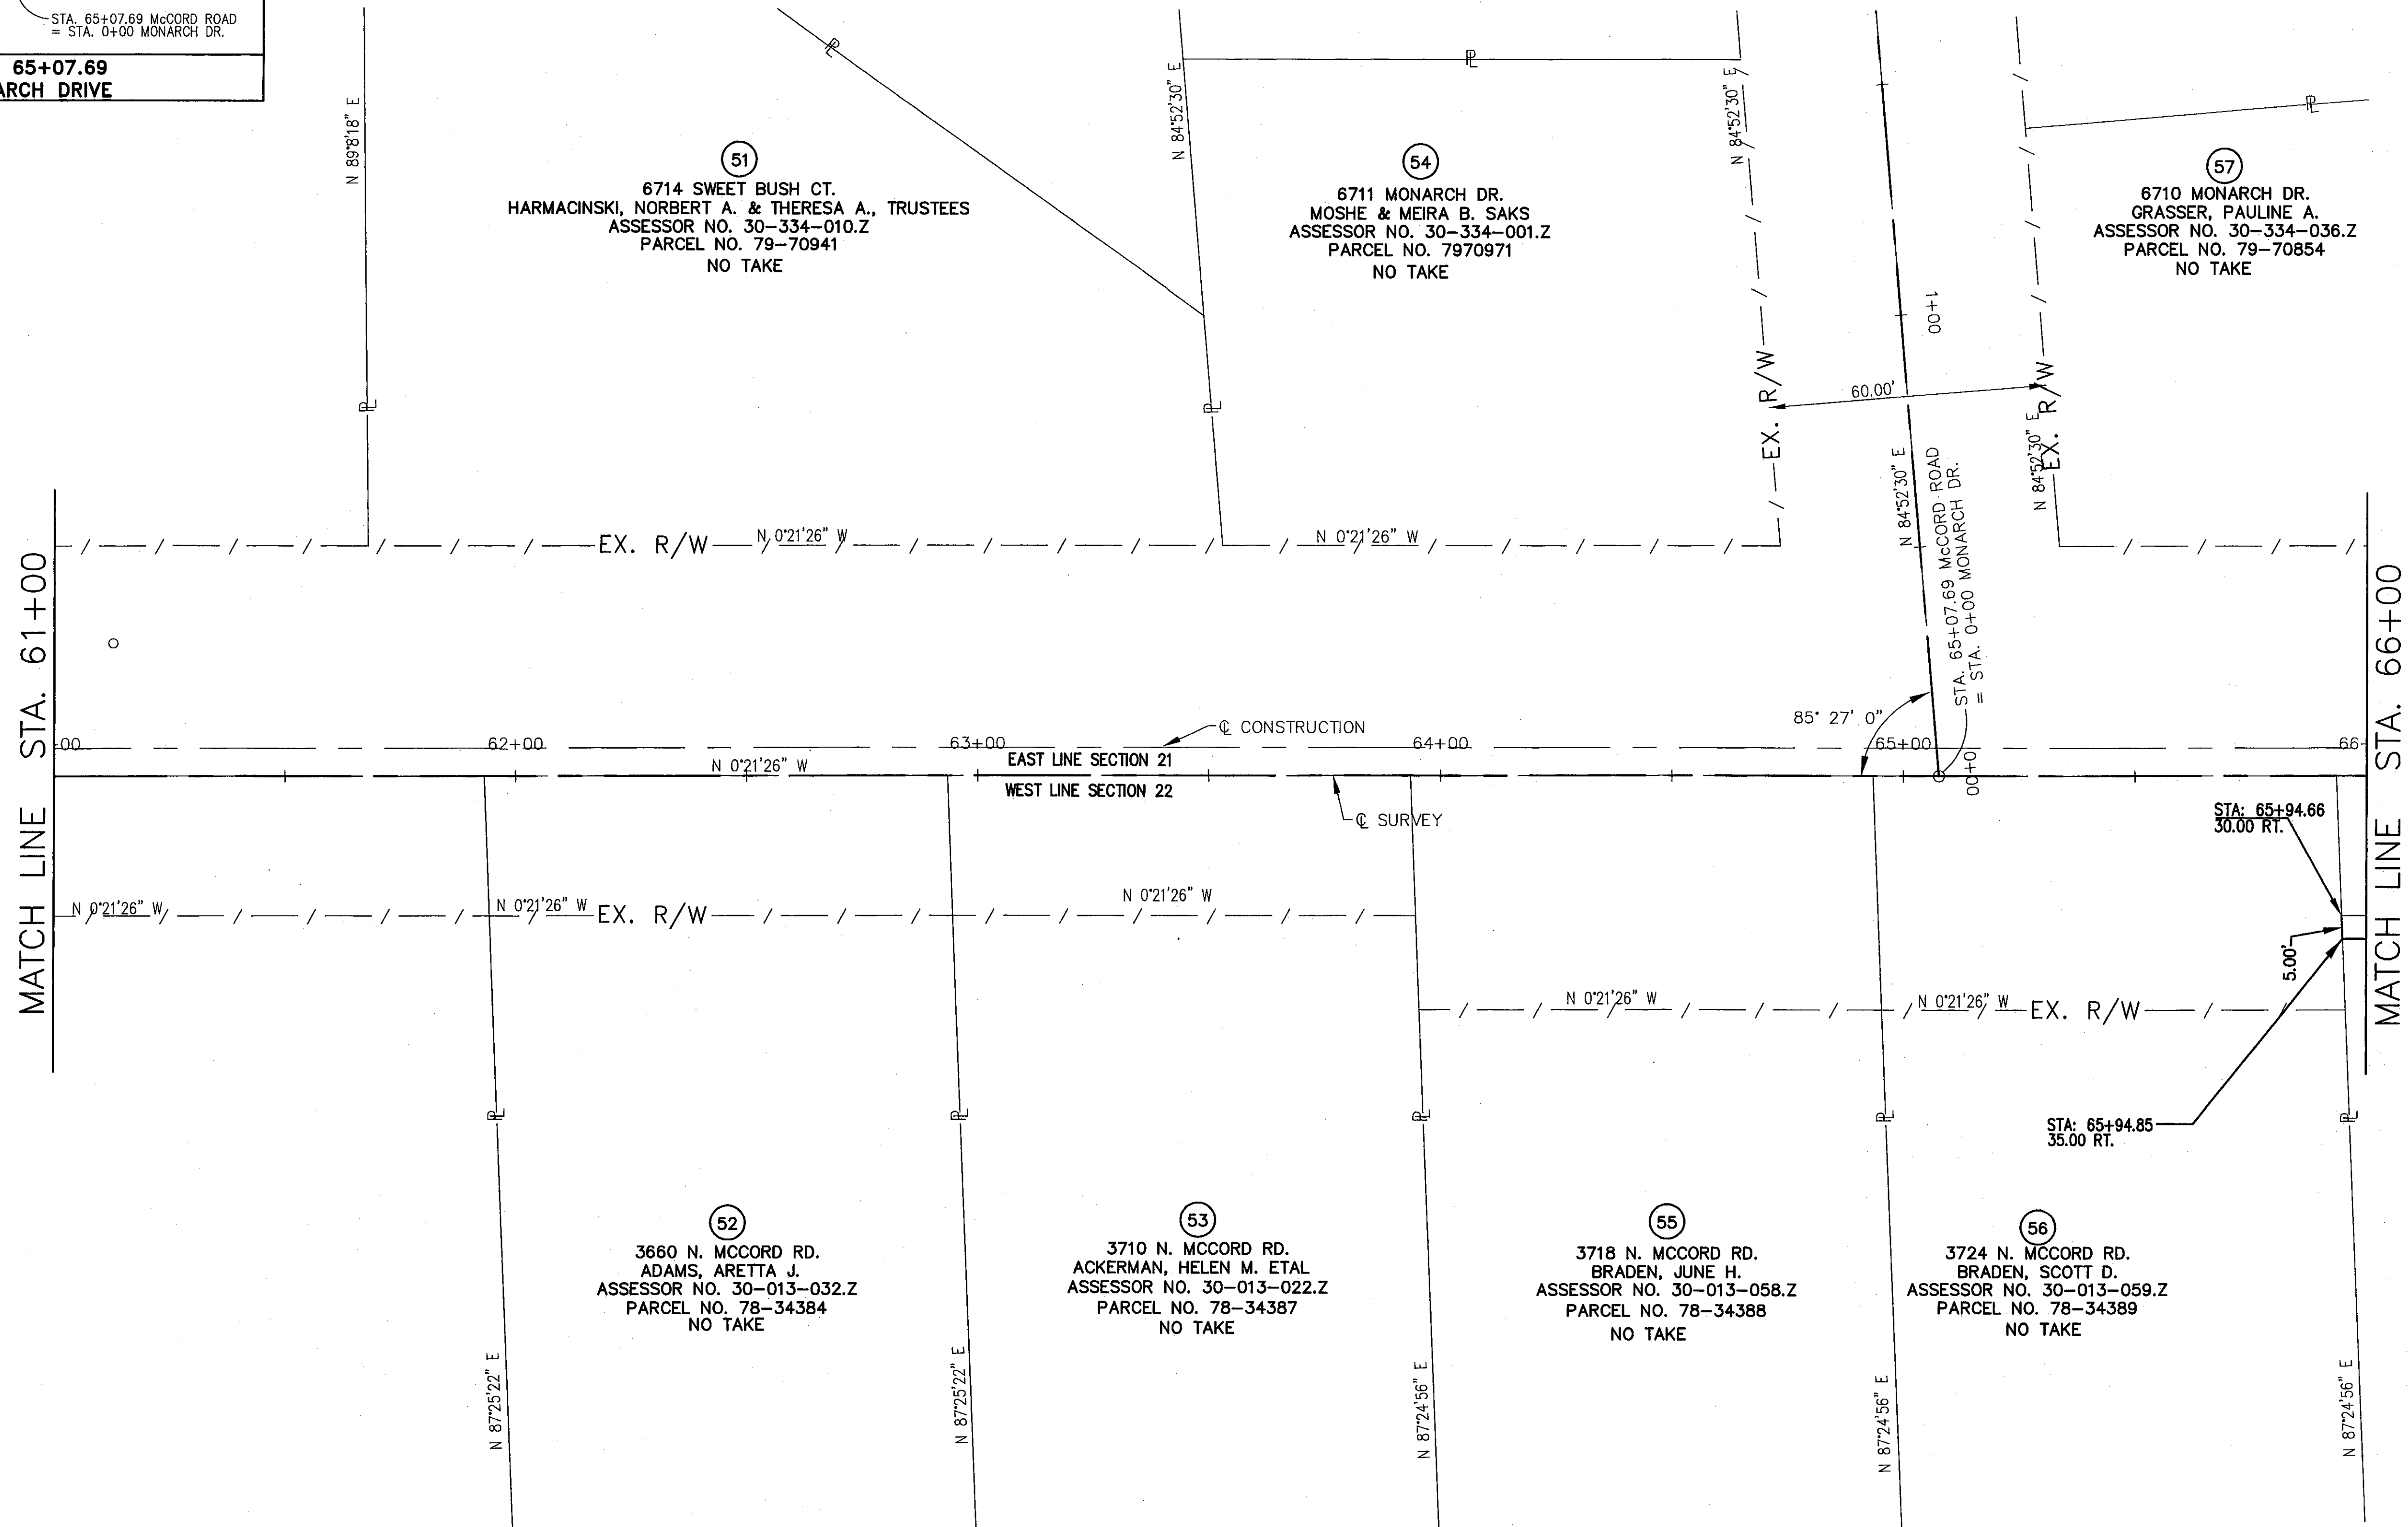 STA. 65+07.69 McCORD ROAD
= STA. 0+00 MONARCH DR.
65+07.69
ARCH DRIVE
N 89°8'18" E
PL
N 84°52'30" E
PL
N 84°52'30" E
PL
51
6714 SWEET BUSH CT.
HARMACINSKI, NORBERT A. & THERESA A., TRUSTEES
ASSESSOR NO. 30-334-010.Z
PARCEL NO. 79-70941
NO TAKE
54
6711 MONARCH DR.
MOSHE & MEIRA B. SAKS
ASSESSOR NO. 30-334-001.Z
PARCEL NO. 7970971
NO TAKE
57
6710 MONARCH DR.
GRASSER, PAULINE A.
ASSESSOR NO. 30-334-036.Z
PARCEL NO. 79-70854
NO TAKE
1+00
PL
PL
EX. R/W
60.00'
EX. R/W
N 84°52'30" E
N 84°52'30" E
STA. 65+07.69 McCORD ROAD
= STA. 0+00 MONARCH DR.
EX. R/W
N 0°21'26" W
N 0°21'26" W
MATCH LINE STA. 61+00
MATCH LINE STA. 66+00
85° 27' 0"
CL CONSTRUCTION
00
62+00
63+00
64+00
65+00
66
EAST LINE SECTION 21
N 0°21'26" W
WEST LINE SECTION 22
0+00
CL SURVEY
STA: 65+94.66
30.00 RT.
N 0°21'26" W
N 0°21'26" W
EX. R/W
N 0°21'26" W
5.00'
N 0°21'26" W
N 0°21'26" W
EX. R/W
PL
PL
PL
PL
PL
STA: 65+94.85
35.00 RT.
52
3660 N. MCCORD RD.
ADAMS, ARETTA J.
ASSESSOR NO. 30-013-032.Z
PARCEL NO. 78-34384
NO TAKE
53
3710 N. MCCORD RD.
ACKERMAN, HELEN M. ETAL
ASSESSOR NO. 30-013-022.Z
PARCEL NO. 78-34387
NO TAKE
55
3718 N. MCCORD RD.
BRADEN, JUNE H.
ASSESSOR NO. 30-013-058.Z
PARCEL NO. 78-34388
NO TAKE
56
3724 N. MCCORD RD.
BRADEN, SCOTT D.
ASSESSOR NO. 30-013-059.Z
PARCEL NO. 78-34389
NO TAKE
N 87°25'22" E
N 87°25'22" E
N 87°24'56" E
N 87°24'56" E
N 87°24'56" E